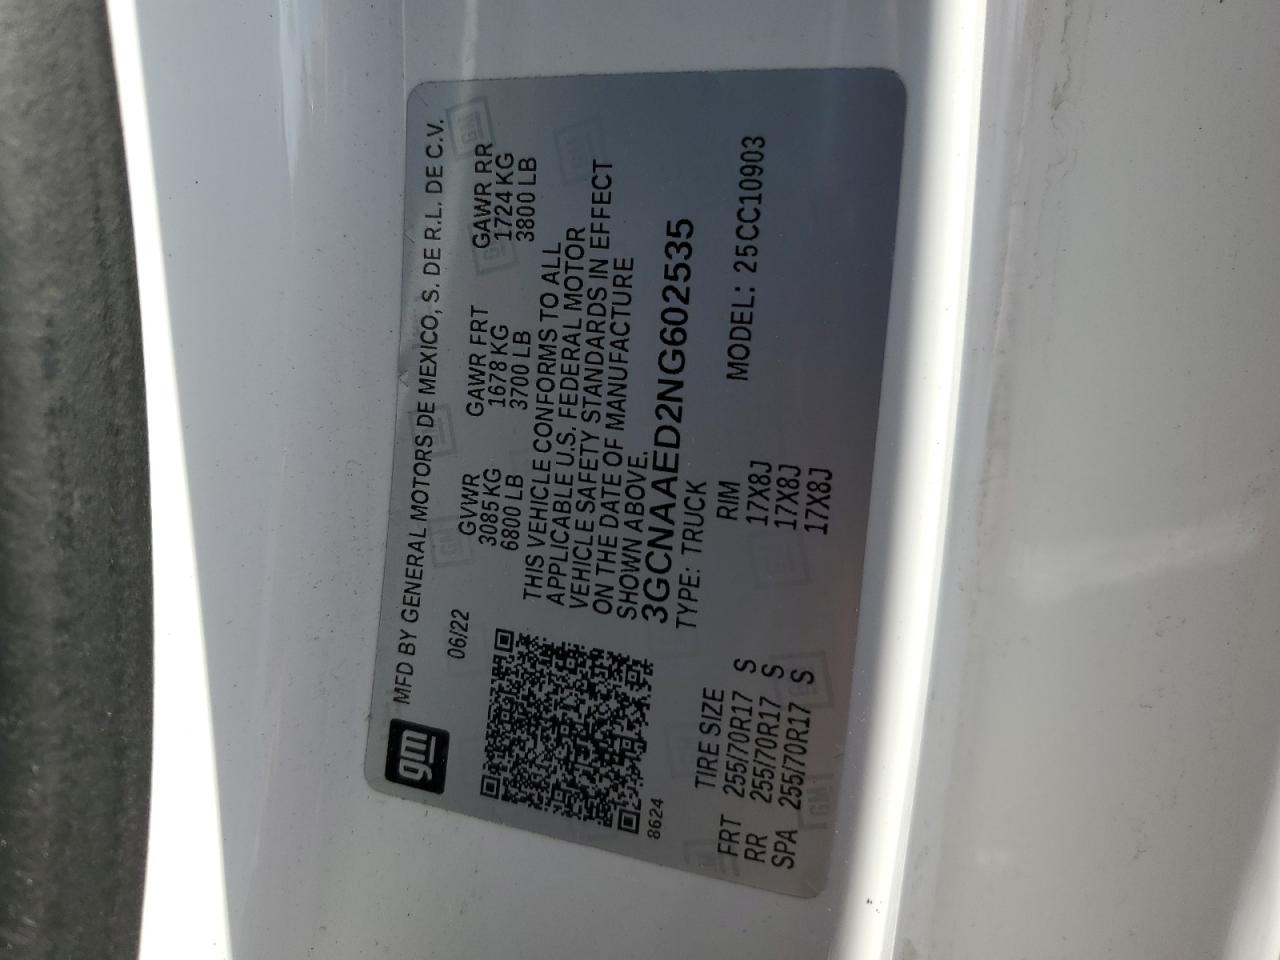 gm
MFD BY GENERAL MOTORS DE MEXICO, S. DE R.L. DE C.V.
06/22
GVWR GAWR FRT GAWR RR
3085 KG 1678 KG 1724 KG
6800 LB 3700 LB 3800 LB
THIS VEHICLE CONFORMS TO ALL
APPLICABLE U.S. FEDERAL MOTOR
VEHICLE SAFETY STANDARDS IN EFFECT
ON THE DATE OF MANUFACTURE
SHOWN ABOVE.
3GCNAAED2NG602535
8624
TYPE: TRUCK
MODEL: 25CC10903
TIRE SIZE RIM
FRT 255/70R17 S 17X8J
RR 255/70R17 S 17X8J
SPA 255/70R17 S 17X8J